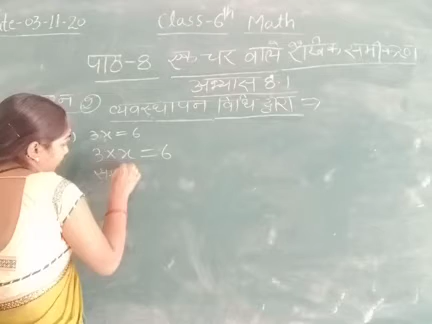 te-03-11-20 Class-6th Math
पाठ-8 एक चर वाले रैखिक समीकरण
अभ्यास 8.1
② व्यवस्थापन विधि द्वारा ⇒
3x = 6
3 × x = 6